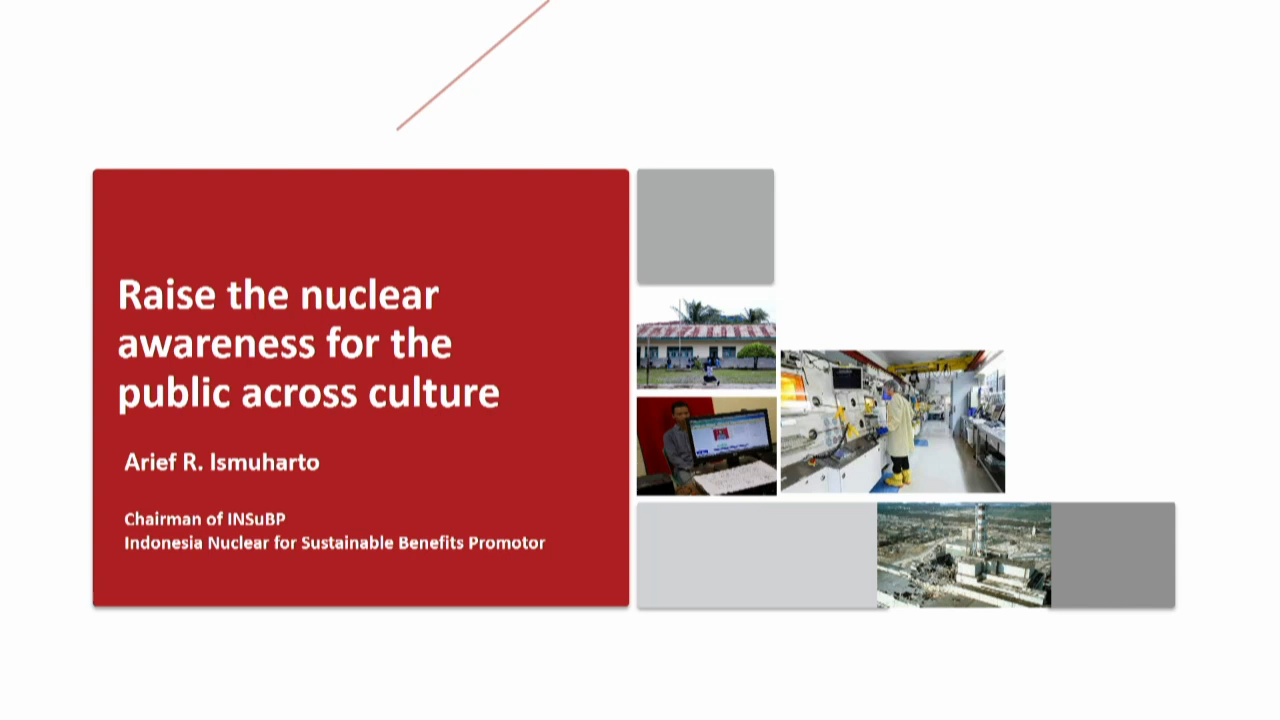 Raise the nuclear
awareness for the
public across culture
Arief R. Ismuharto
Chairman of INSuBP
Indonesia Nuclear for Sustainable Benefits Promotor